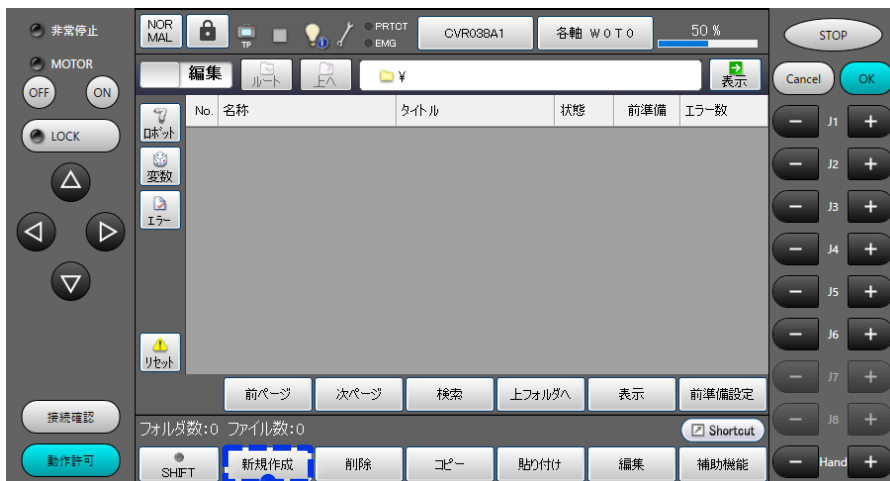 非常停止
MOTOR
OFF
ON
LOCK
接続確認
動作許可
NOR
MAL
TP
0
PRTCT
EMG
CVR038A1
各軸 W 0 T 0
50 %
編集
ルート
上へ
¥
表示
ロボット
変数
エラー
リセット
No. 名称 タイトル 状態 前準備 エラー数
前ページ 次ページ 検索 上フォルダへ 表示 前準備設定
フォルダ数:0 ファイル数:0
Shortcut
SHIFT 新規作成 削除 コピー 貼り付け 編集 補助機能
STOP
Cancel
OK
− J1 +
− J2 +
− J3 +
− J4 +
− J5 +
− J6 +
− J7 +
− J8 +
− Hand +